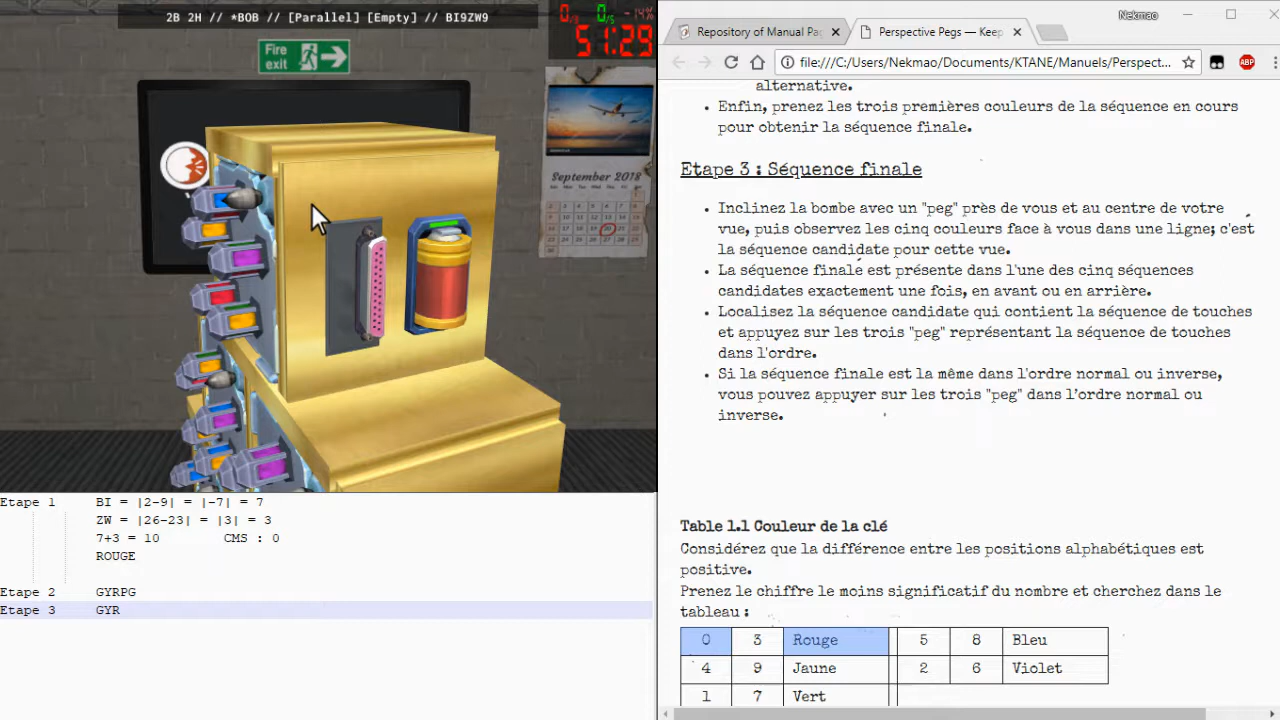 2B 2H // *BOB // [Parallel] [Empty] // BI9ZW9
0/3 0/5 -14%
51:29
Fire
exit
September 2018
Etape 1 BI = |2-9| = |-7| = 7
ZW = |26-23| = |3| = 3
7+3 = 10 CMS : 0
ROUGE
Etape 2 GYRPG
Etape 3 GYR
Nekmao
Repository of Manual Pag
Perspective Pegs — Keep
file:///C:/Users/Nekmao/Documents/KTANE/Manuels/Perspect...
ABP
alternative.
Enfin, prenez les trois premières couleurs de la séquence en cours
pour obtenir la séquence finale.
Etape 3 : Séquence finale
Inclinez la bombe avec un "peg" près de vous et au centre de votre
vue, puis observez les cinq couleurs face à vous dans une ligne; c'est
la séquence candidate pour cette vue.
La séquence finale est présente dans l'une des cinq séquences
candidates exactement une fois, en avant ou en arrière.
Localisez la séquence candidate qui contient la séquence de touches
et appuyez sur les trois "peg" représentant la séquence de touches
dans l'ordre.
Si la séquence finale est la même dans l'ordre normal ou inverse,
vous pouvez appuyer sur les trois "peg" dans l'ordre normal ou
inverse.
Table 1.1 Couleur de la clé
Considérez que la différence entre les positions alphabétiques est
positive.
Prenez le chiffre le moins significatif du nombre et cherchez dans le
tableau :
0 3 Rouge 5 8 Bleu
4 9 Jaune 2 6 Violet
1 7 Vert